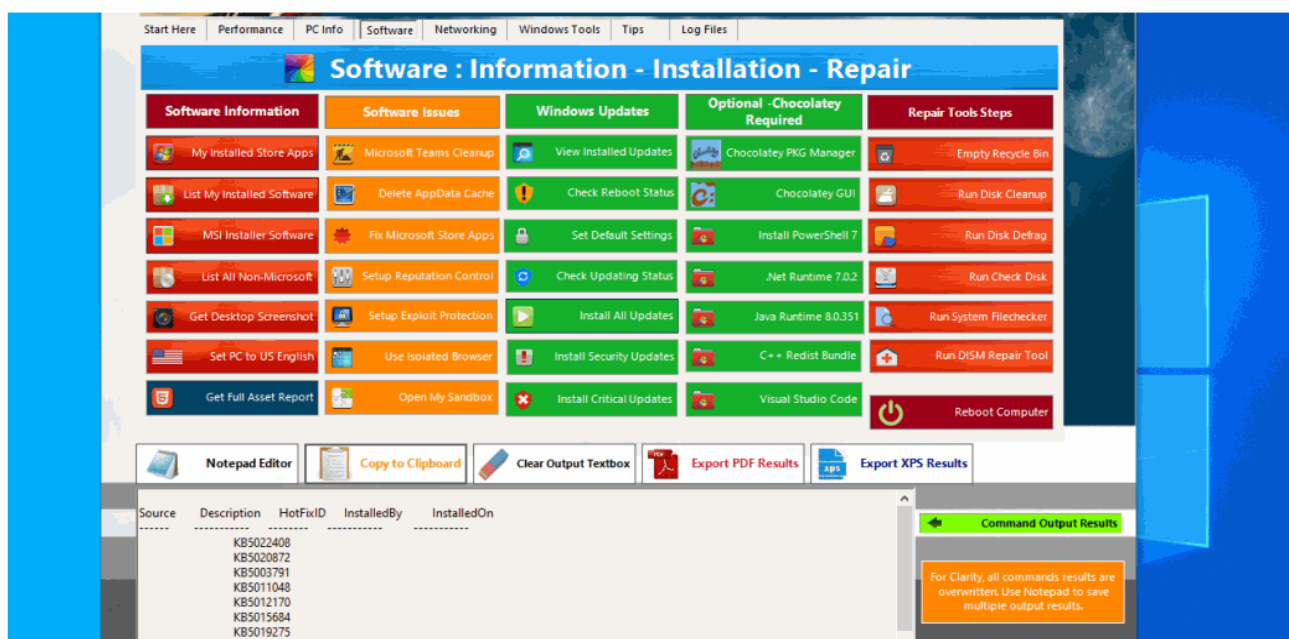 Start Here Performance PC Info Software Networking Windows Tools Tips Log Files
Software : Information - Installation - Repair
Software Information
My Installed Store Apps
List My Installed Software
MSI Installer Software
List All Non-Microsoft
Get Desktop Screenshot
Set PC to US English
Get Full Asset Report
Software Issues
Microsoft Teams Cleanup
Delete AppData Cache
Fix Microsoft Store Apps
Setup Reputation Control
Setup Exploit Protection
Use Isolated Browser
Open My Sandbox
Windows Updates
View Installed Updates
Check Reboot Status
Set Default Settings
Check Updating Status
Install All Updates
Install Security Updates
Install Critical Updates
Optional -Chocolatey
Required
Chocolatey PKG Manager
Chocolatey GUI
Install PowerShell 7
.Net Runtime 7.0.2
Java Runtime 8.0.351
C++ Redist Bundle
Visual Studio Code
Repair Tools Steps
Empty Recycle Bin
Run Disk Cleanup
Run Disk Defrag
Run Check Disk
Run System Filechecker
Run DISM Repair Tool
Reboot Computer
Notepad Editor Copy to Clipboard Clear Output Textbox Export PDF Results Export XPS Results
Source Description HotFixID InstalledBy InstalledOn
------ ----------- -------- ----------- -----------
KB5022408
KB5020872
KB5003791
KB5011048
KB5012170
KB5015684
KB5019275
Command Output Results
For Clarity, all commands results are
overwritten. Use Notepad to save
multiple output results.